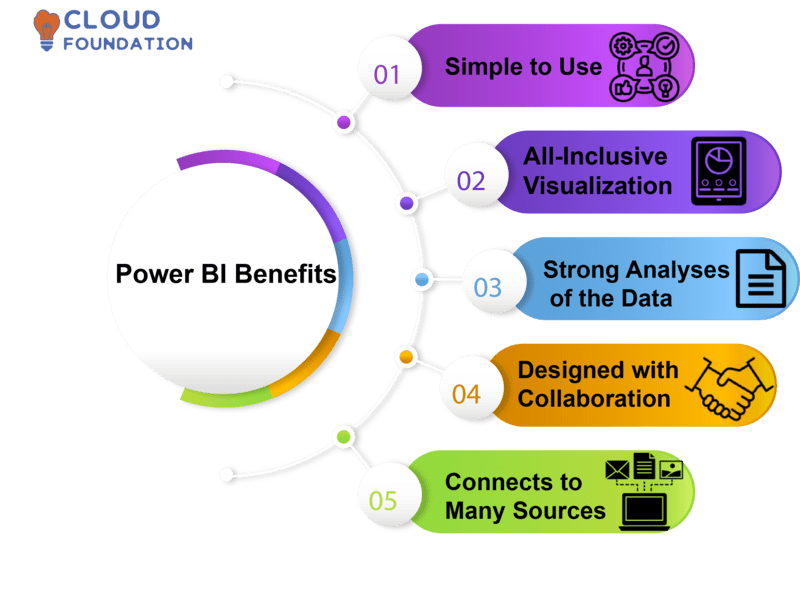 CLOUD
FOUNDATION
Power BI Benefits
01
Simple to Use
02
All-Inclusive
Visualization
03
Strong Analyses
of the Data
04
Designed with
Collaboration
05
Connects to
Many Sources